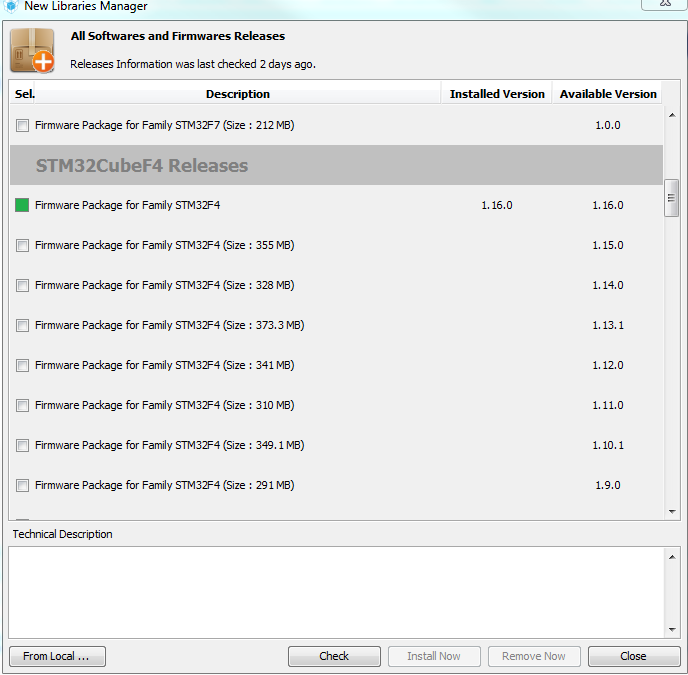 New Libraries Manager
All Softwares and Firmwares Releases
Releases Information was last checked 2 days ago.
Sel. Description Installed Version Available Version
Firmware Package for Family STM32F7 (Size : 212 MB) 1.0.0
STM32CubeF4 Releases
Firmware Package for Family STM32F4 1.16.0 1.16.0
Firmware Package for Family STM32F4 (Size : 355 MB) 1.15.0
Firmware Package for Family STM32F4 (Size : 328 MB) 1.14.0
Firmware Package for Family STM32F4 (Size : 373.3 MB) 1.13.1
Firmware Package for Family STM32F4 (Size : 341 MB) 1.12.0
Firmware Package for Family STM32F4 (Size : 310 MB) 1.11.0
Firmware Package for Family STM32F4 (Size : 349.1 MB) 1.10.1
Firmware Package for Family STM32F4 (Size : 291 MB) 1.9.0
Technical Description
From Local ... Check Install Now Remove Now Close